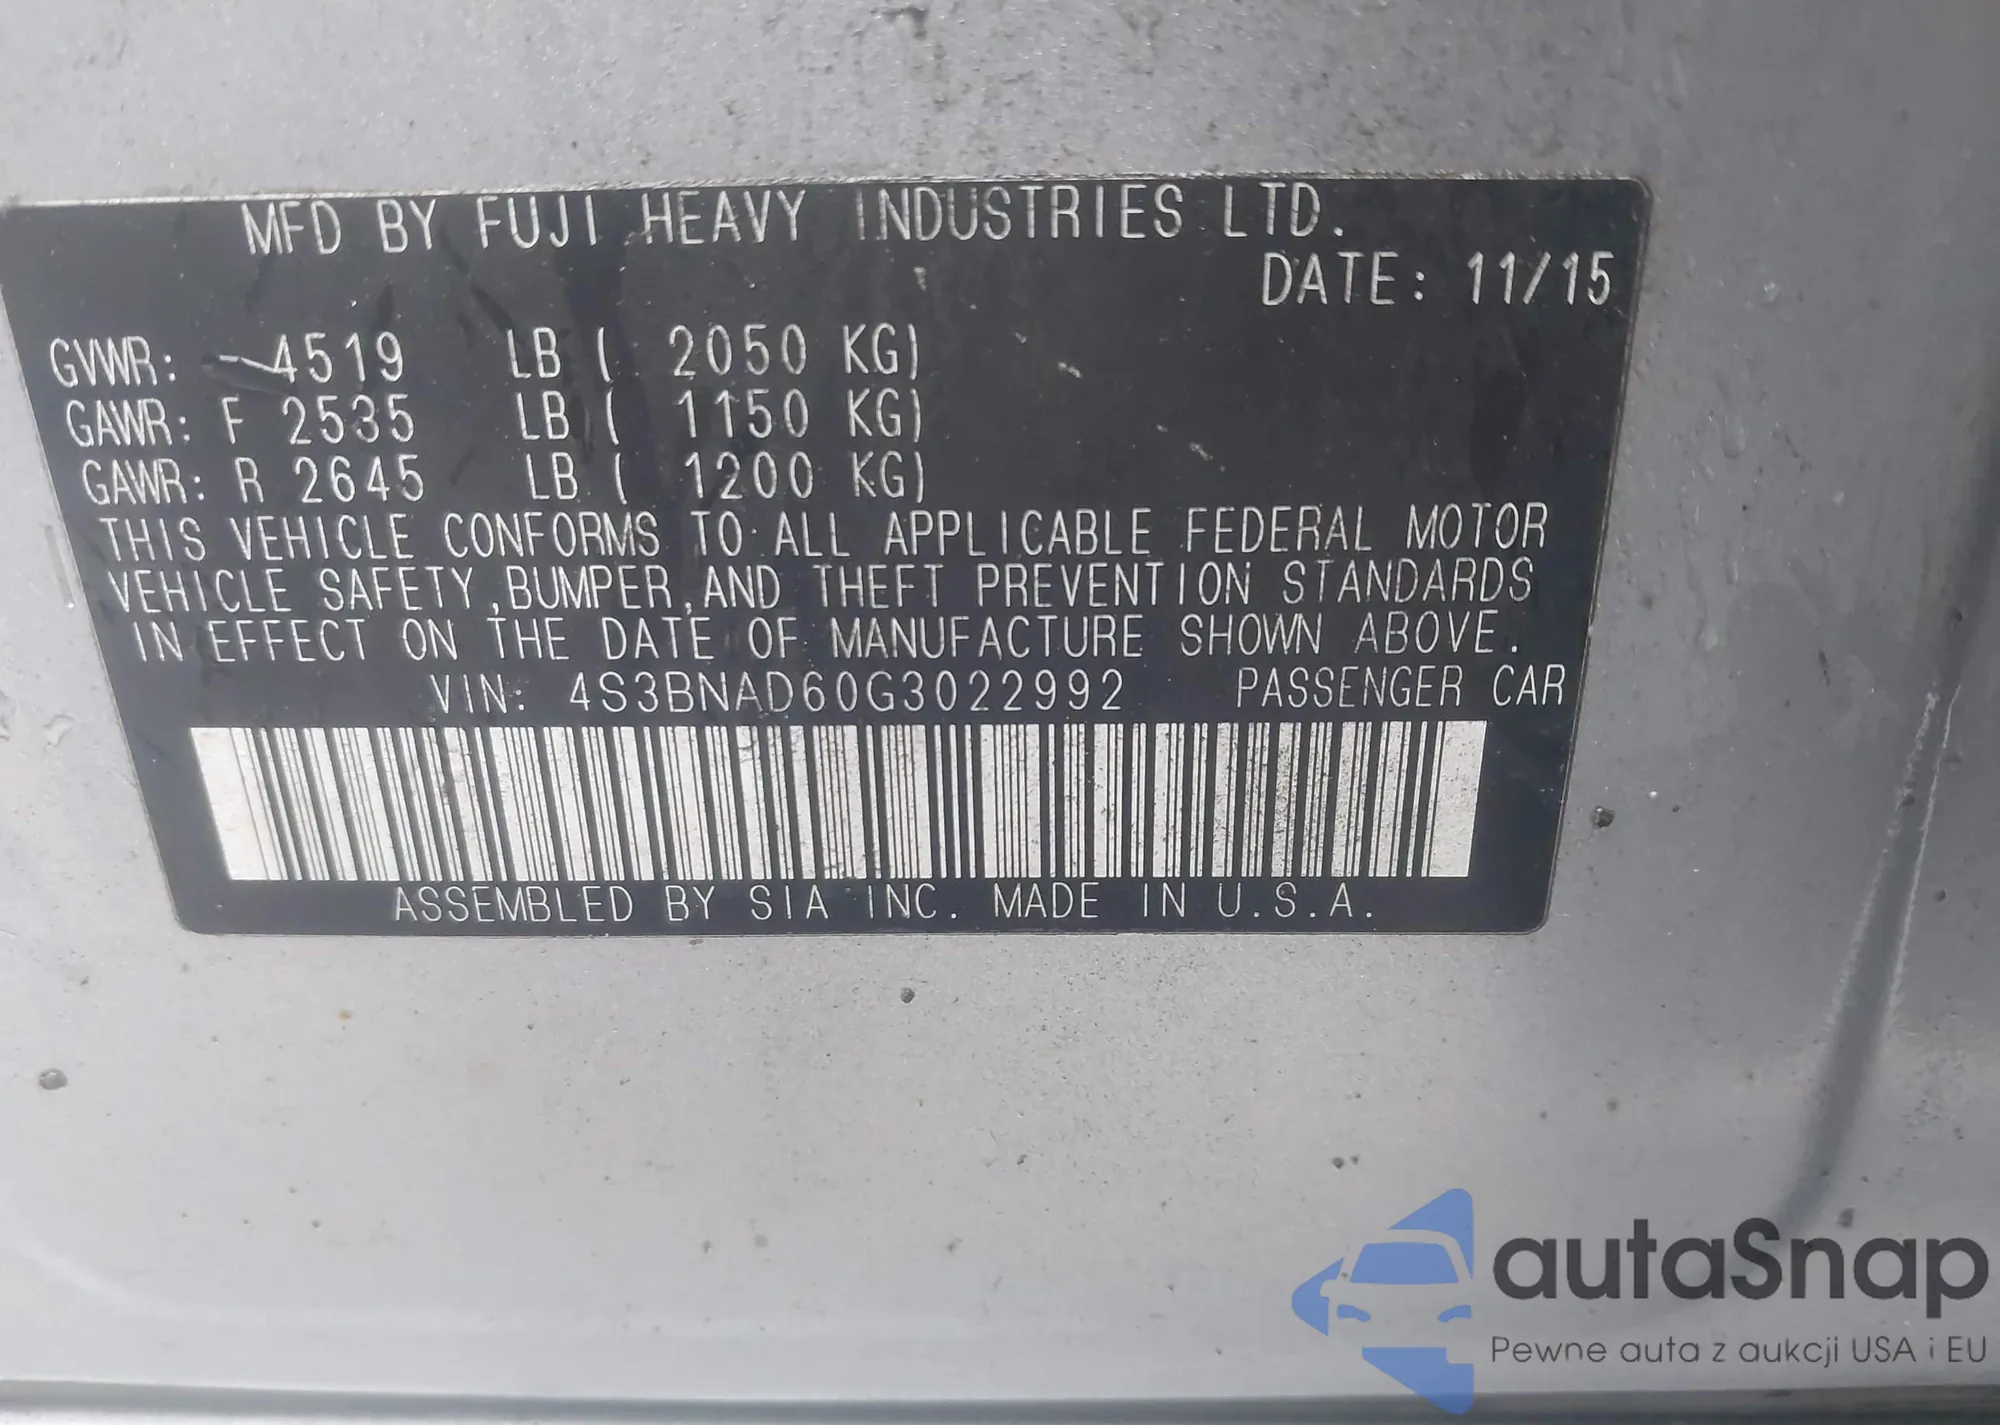 MFD BY FUJI HEAVY INDUSTRIES LTD.
DATE: 11/15
GVWR: 4519 LB ( 2050 KG)
GAWR: F 2535 LB ( 1150 KG)
GAWR: R 2645 LB ( 1200 KG)
THIS VEHICLE CONFORMS TO ALL APPLICABLE FEDERAL MOTOR
VEHICLE SAFETY,BUMPER,AND THEFT PREVENTION STANDARDS
IN EFFECT ON THE DATE OF MANUFACTURE SHOWN ABOVE.
VIN: 4S3BNAD60G3022992 PASSENGER CAR
ASSEMBLED BY SIA INC. MADE IN U.S.A.
autaSnap
Pewne auta z aukcji USA i EU